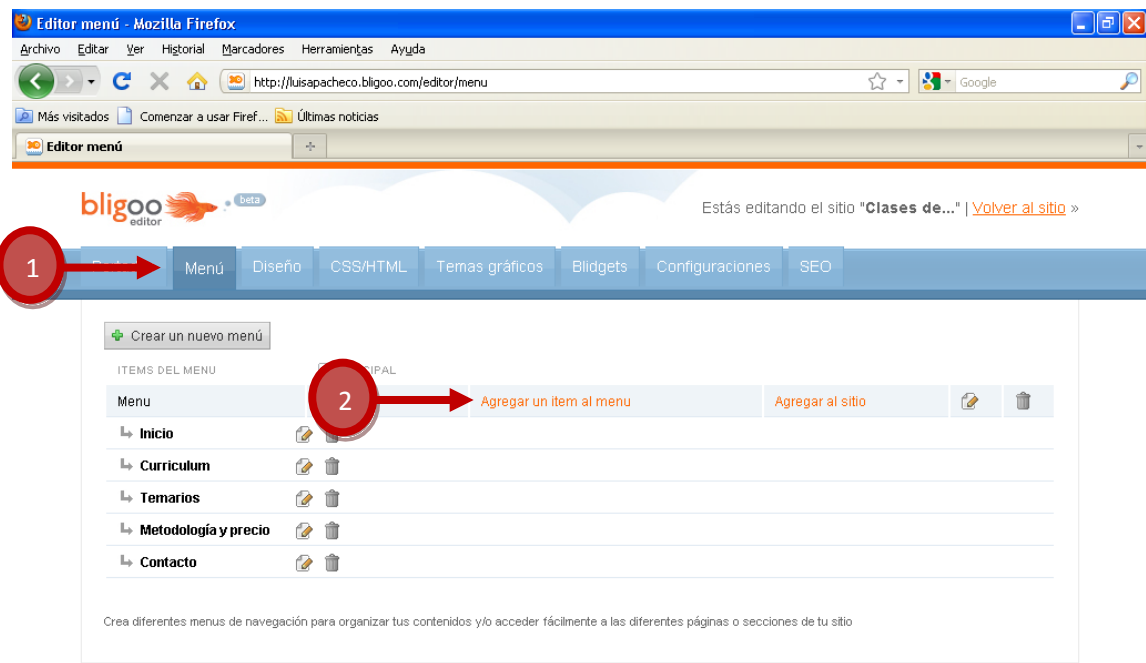 Editor menú - Mozilla Firefox
Archivo Editar Ver Historial Marcadores Herramientas Ayuda
http://luisapacheco.bligoo.com/editor/menu Google
Más visitados Comenzar a usar Firef... Últimas noticias
Editor menú
bligoo beta
editor
Estás editando el sitio "Clases de..." | Volver al sitio »
1 Menú Diseño CSS/HTML Temas gráficos Blidgets Configuraciones SEO
Crear un nuevo menú
ITEMS DEL MENU
Menu 2 Agregar un item al menu Agregar al sitio
Inicio
Curriculum
Temarios
Metodología y precio
Contacto
Crea diferentes menus de navegación para organizar tus contenidos y/o acceder fácilmente a las diferentes páginas o secciones de tu sitio